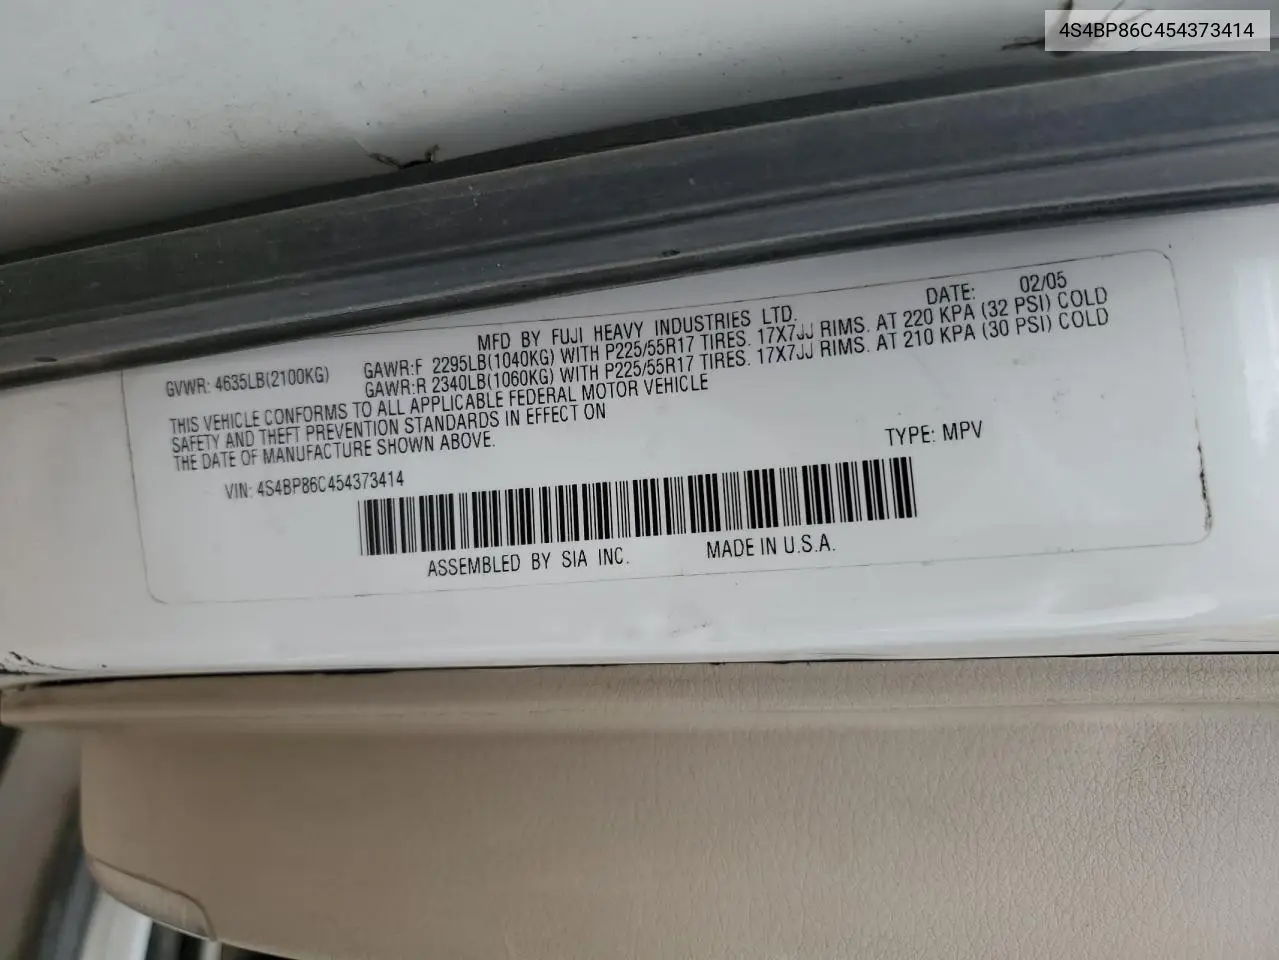 4S4BP86C454373414
MFD BY FUJI HEAVY INDUSTRIES LTD. DATE: 02/05
GVWR: 4635LB(2100KG) GAWR:F 2295LB(1040KG) WITH P225/55R17 TIRES. 17X7JJ RIMS. AT 220 KPA (32 PSI) COLD
GAWR:R 2340LB(1060KG) WITH P225/55R17 TIRES. 17X7JJ RIMS. AT 210 KPA (30 PSI) COLD
THIS VEHICLE CONFORMS TO ALL APPLICABLE FEDERAL MOTOR VEHICLE
SAFETY AND THEFT PREVENTION STANDARDS IN EFFECT ON
THE DATE OF MANUFACTURE SHOWN ABOVE.
VIN: 4S4BP86C454373414 TYPE: MPV
ASSEMBLED BY SIA INC. MADE IN U.S.A.